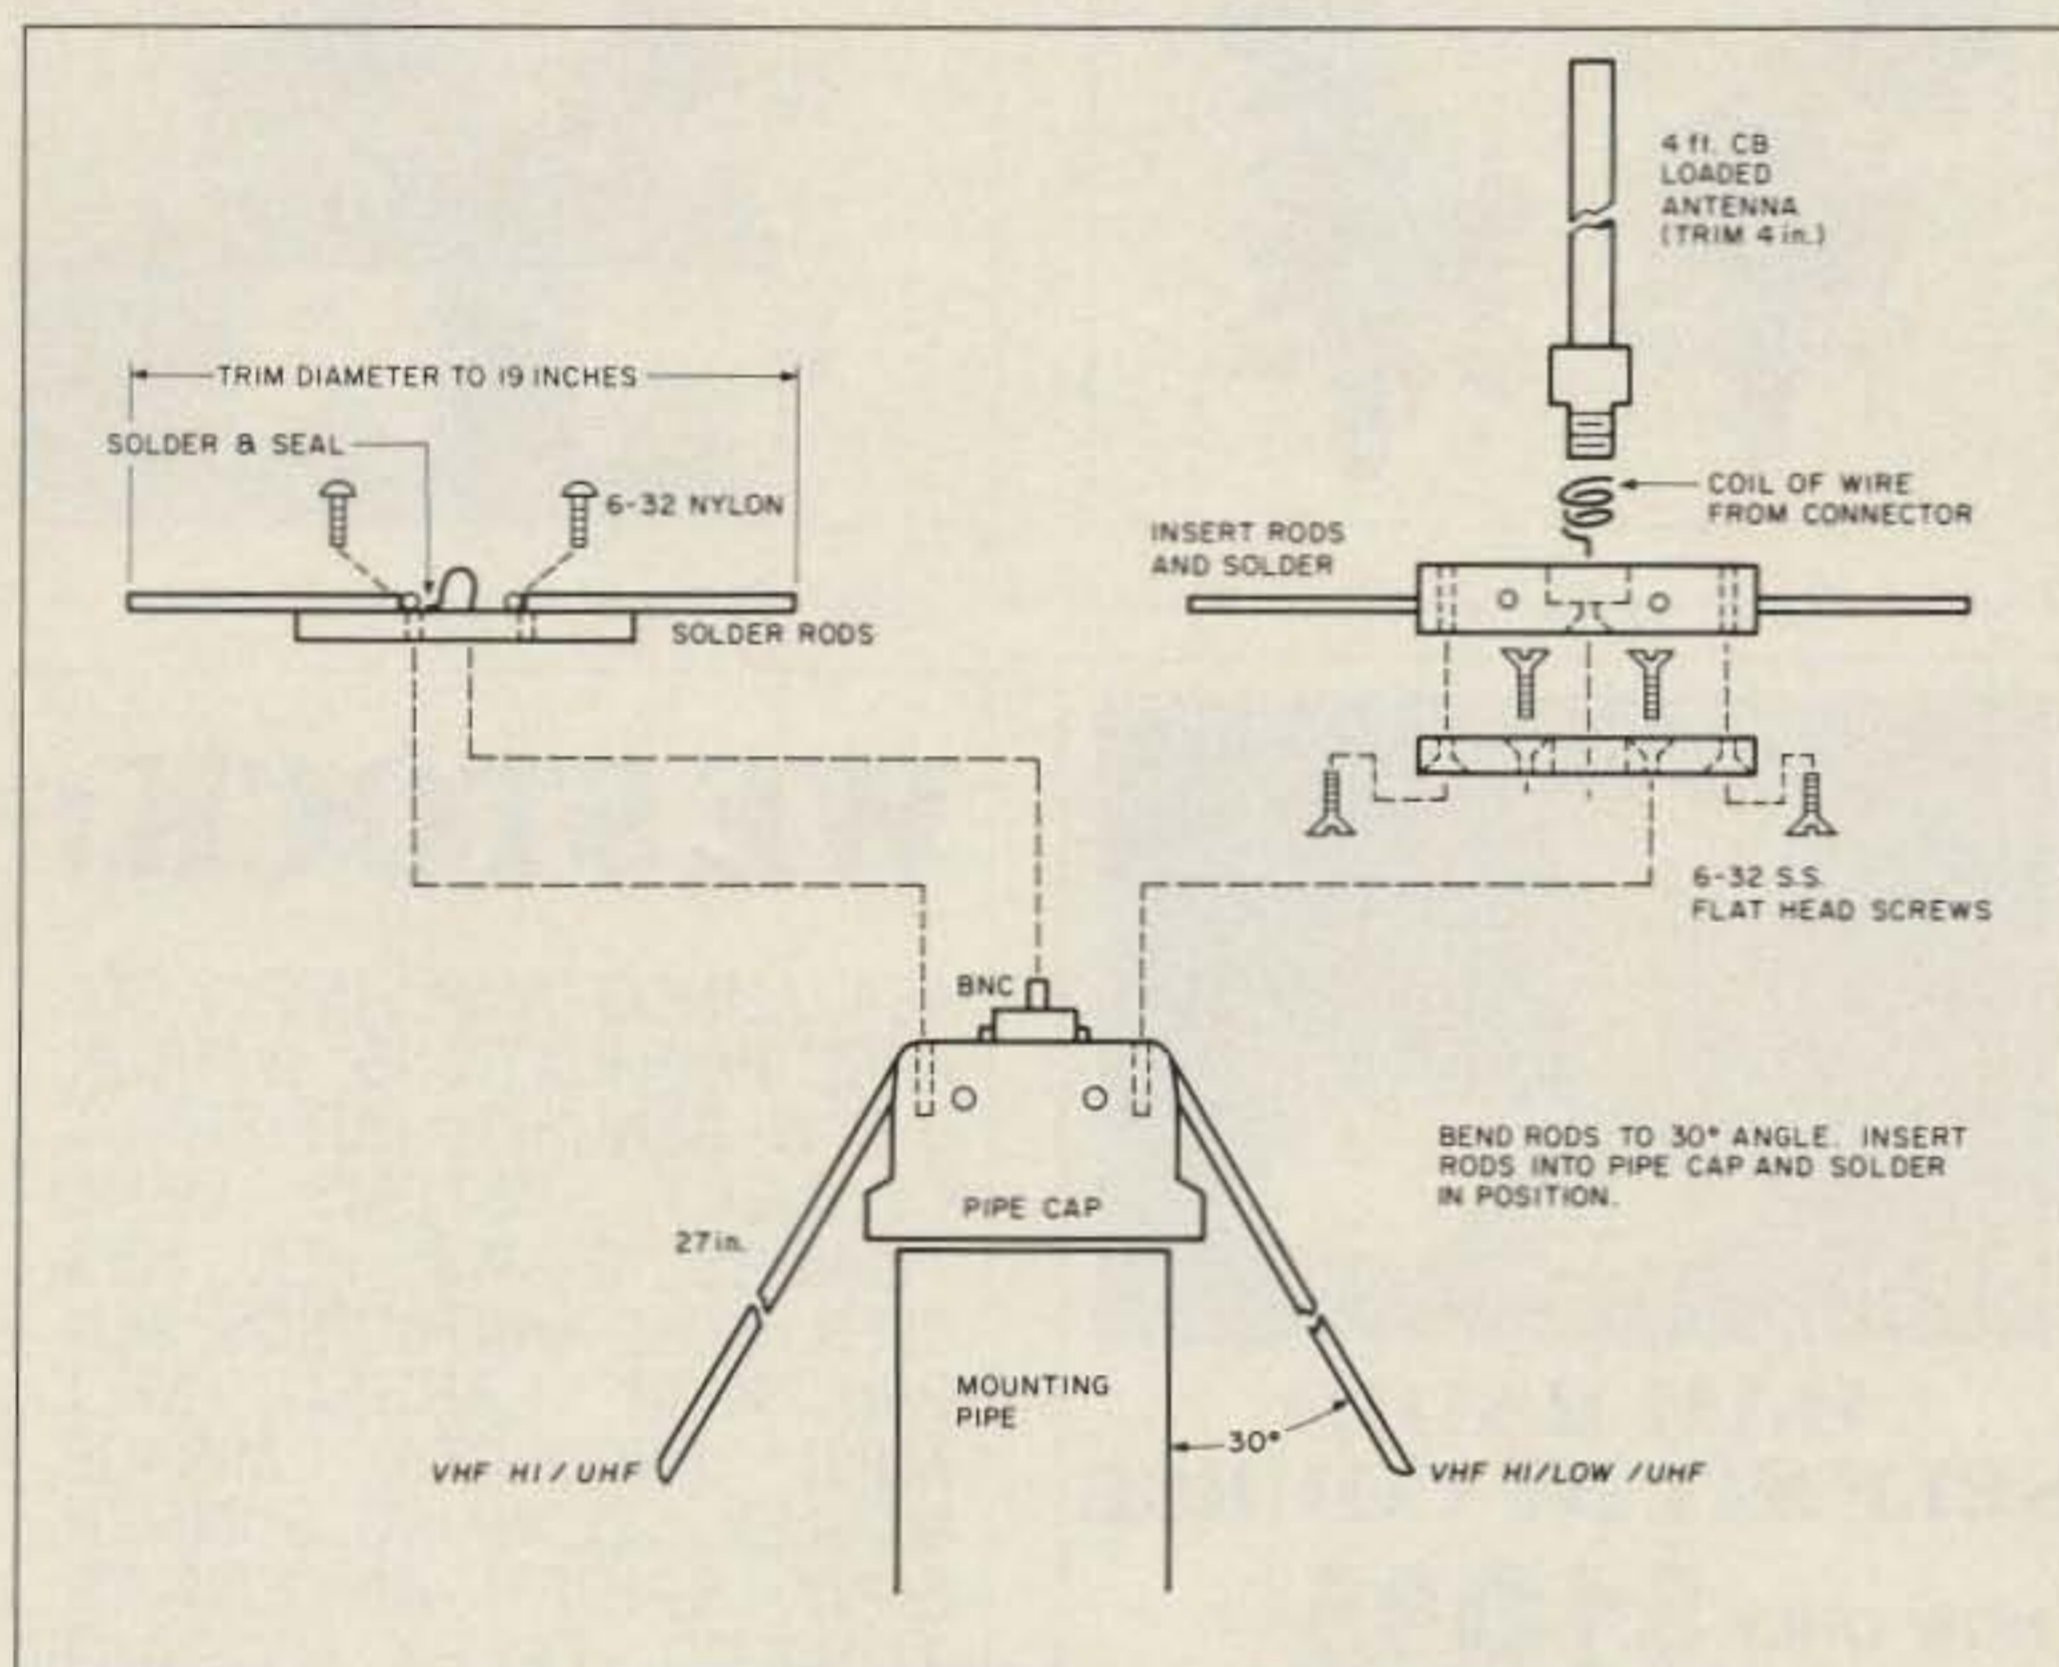 4 ft. CB
LOADED
ANTENNA
(TRIM 4 in.)
TRIM DIAMETER TO 19 INCHES
SOLDER & SEAL
6-32 NYLON
SOLDER RODS
COIL OF WIRE
FROM CONNECTOR
INSERT RODS
AND SOLDER
6-32 S.S.
FLAT HEAD SCREWS
BNC
BEND RODS TO 30° ANGLE. INSERT
RODS INTO PIPE CAP AND SOLDER
IN POSITION.
PIPE CAP
27 in.
MOUNTING
PIPE
30°
VHF HI / UHF
VHF HI/LOW /UHF